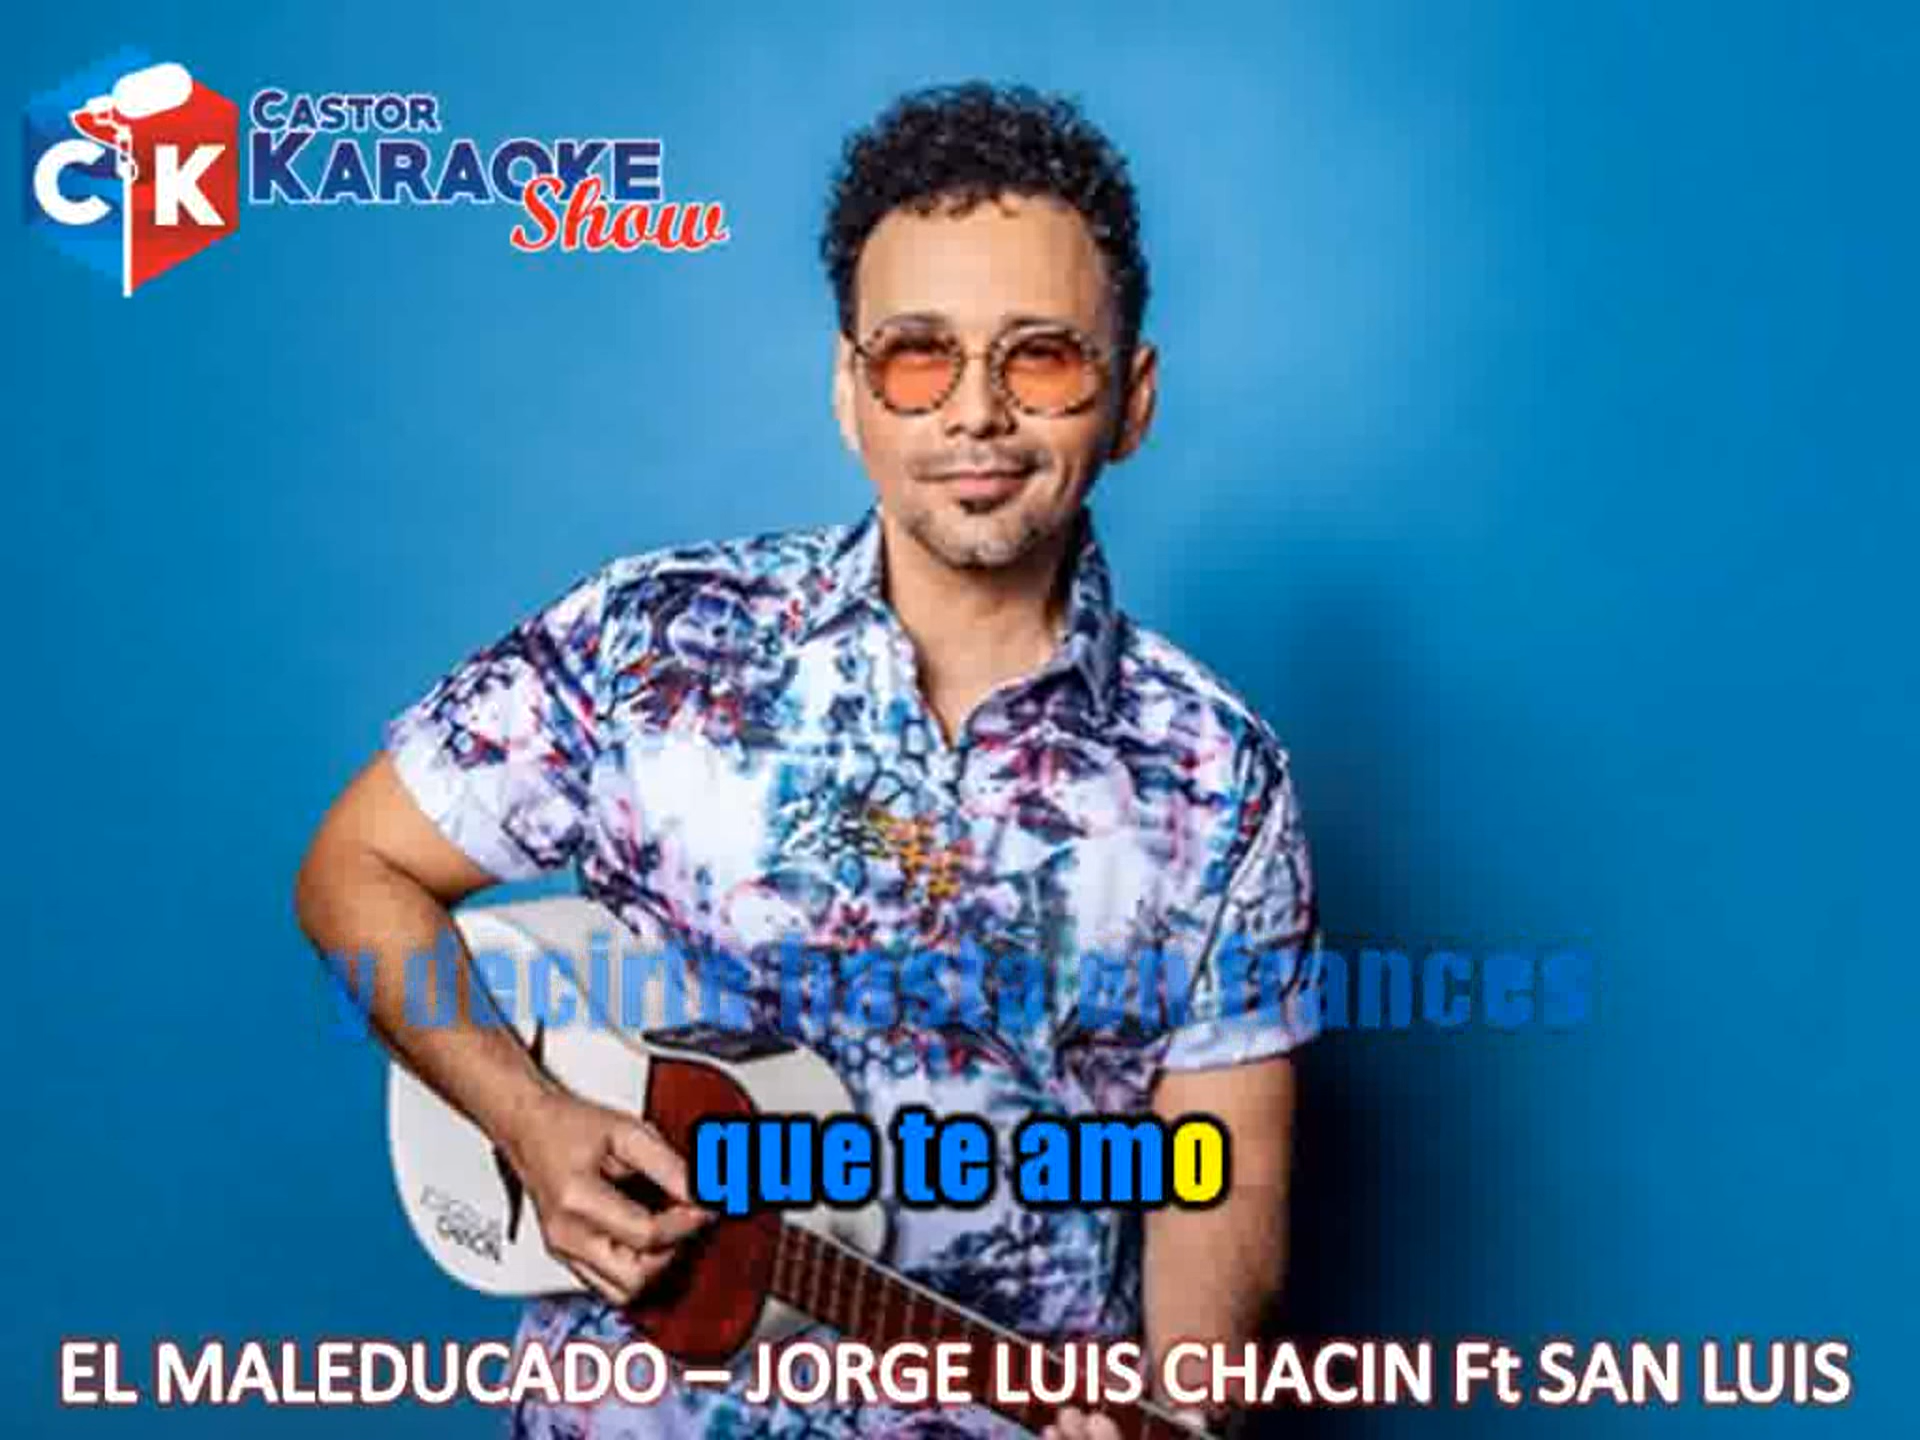 CASTOR
KARAOKE
Show
CK
y decirte hasta en frances
que te amo
EL MALEDUCADO – JORGE LUIS CHACIN Ft SAN LUIS